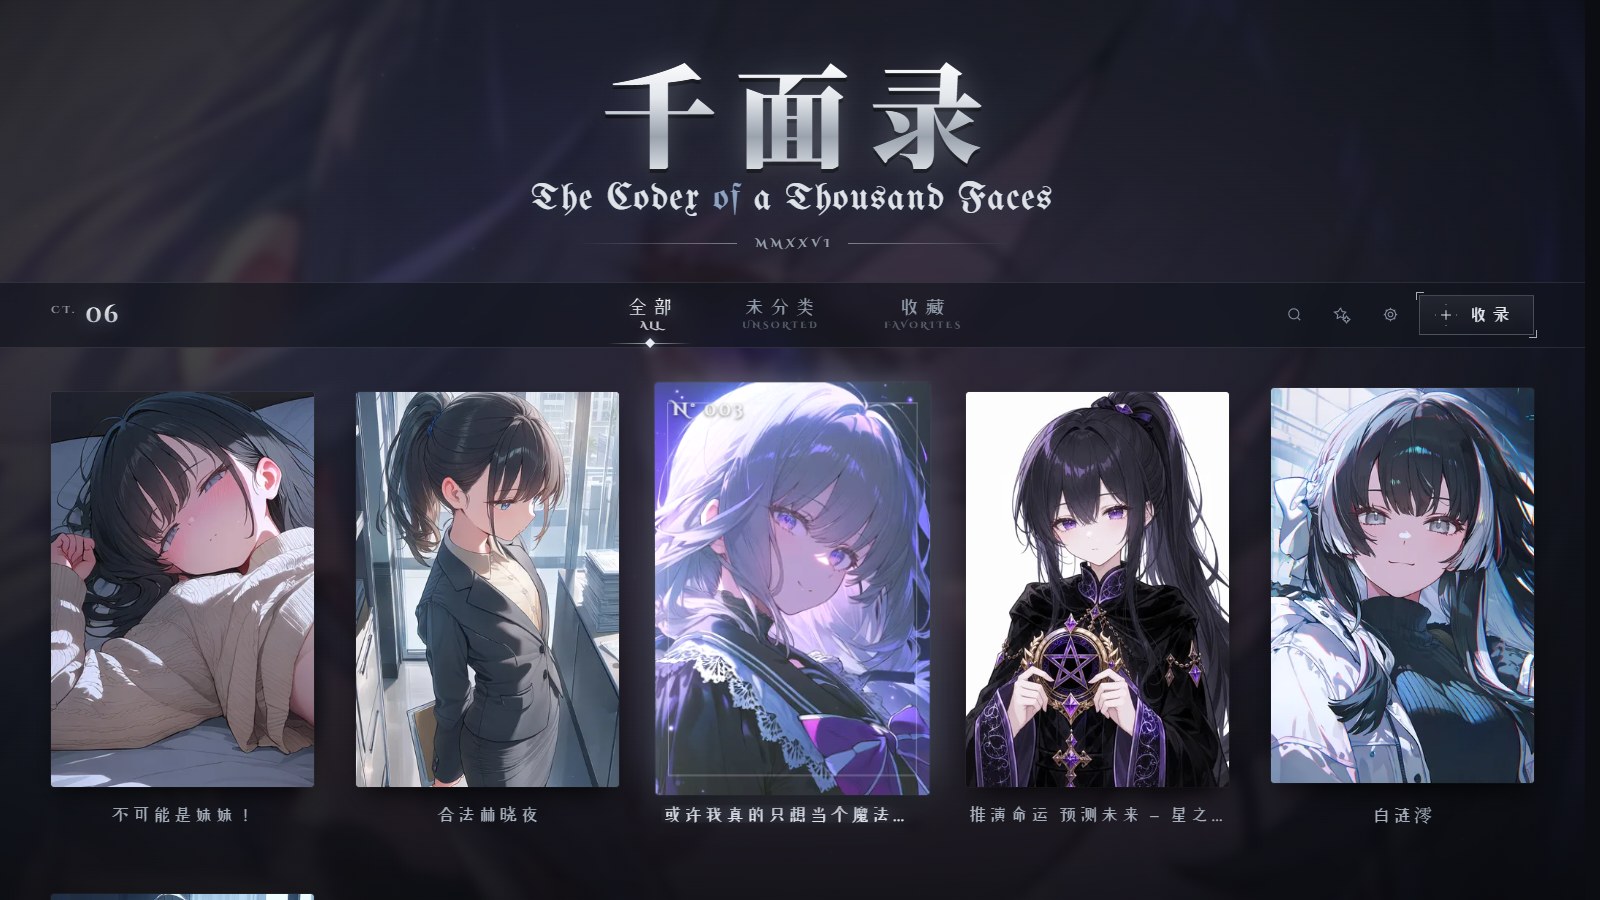 千面录
The Codex of a Thousand Faces
MMXXVI
CT. 06
全部
ALL
未分类
UNSORTED
收藏
FAVORITES
收录
N° 003
不可能是妹妹！
合法赫晓夜
或许我真的只想当个魔法...
推演命运 预测未来 – 星之...
白涟澪